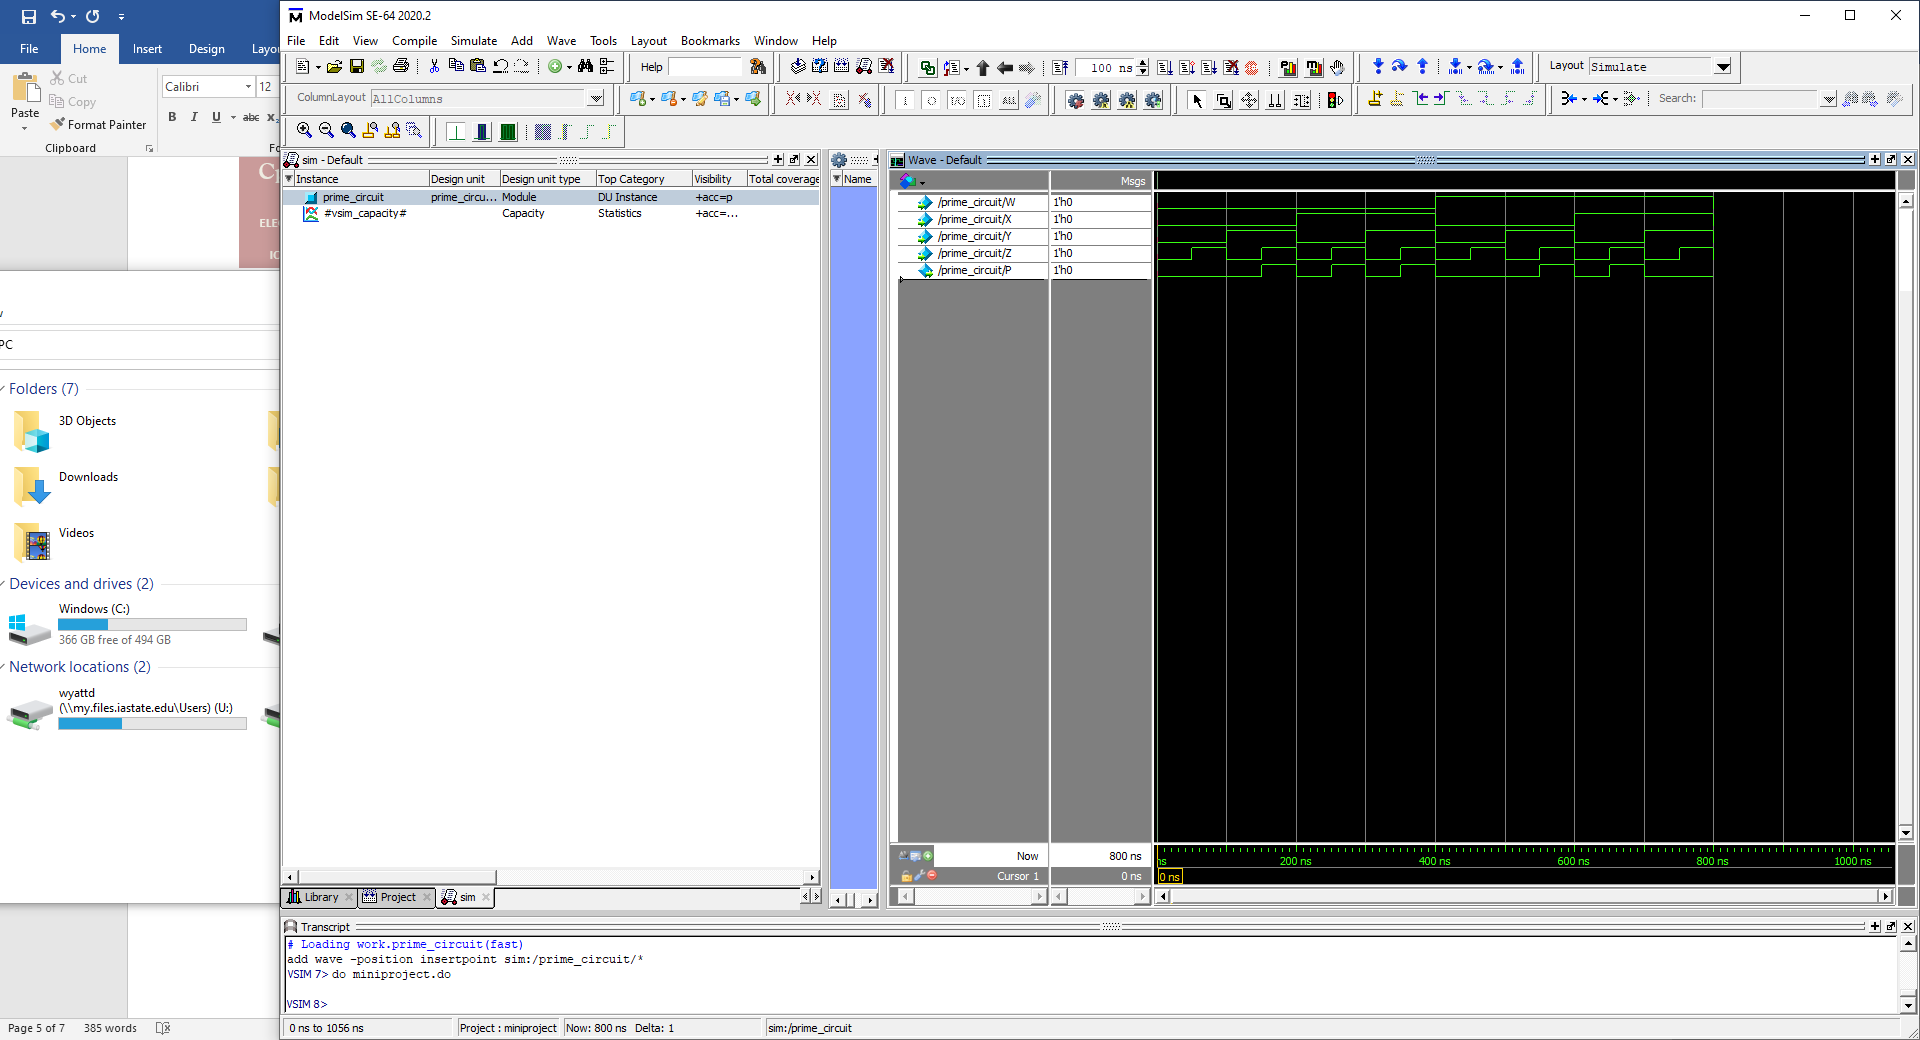 ModelSim SE-64 2020.2
File Edit View Compile Simulate Add Wave Tools Layout Bookmarks Window Help
File Home Insert Design Layou
Cut
Copy
Paste
Format Painter
Clipboard
Calibri 12
B I U abc X₂
Fo
Help
100 ns
Layout Simulate
ColumnLayout AllColumns
Search:
C
ELE
IC
sim - Default
Instance Design unit Design unit type Top Category Visibility Total coverage
prime_circuit prime_circu... Module DU Instance +acc=p
#vsim_capacity# Capacity Statistics +acc=...
Name
Wave - Default
Msgs
/prime_circuit/W 1'h0
/prime_circuit/X 1'h0
/prime_circuit/Y 1'h0
/prime_circuit/Z 1'h0
/prime_circuit/P 1'h0
Now 800 ns
ns 200 ns 400 ns 600 ns 800 ns 1000 ns
Cursor 1 0 ns
0 ns
PC
Folders (7)
3D Objects
Downloads
Videos
Devices and drives (2)
Windows (C:)
366 GB free of 494 GB
Network locations (2)
wyattd
(\\my.files.iastate.edu\Users) (U:)
Library Project sim
Transcript
# Loading work.prime_circuit(fast)
add wave -position insertpoint sim:/prime_circuit/*
VSIM 7> do miniproject.do
VSIM 8>
0 ns to 1056 ns Project : miniproject Now: 800 ns Delta: 1 sim:/prime_circuit
Page 5 of 7 385 words